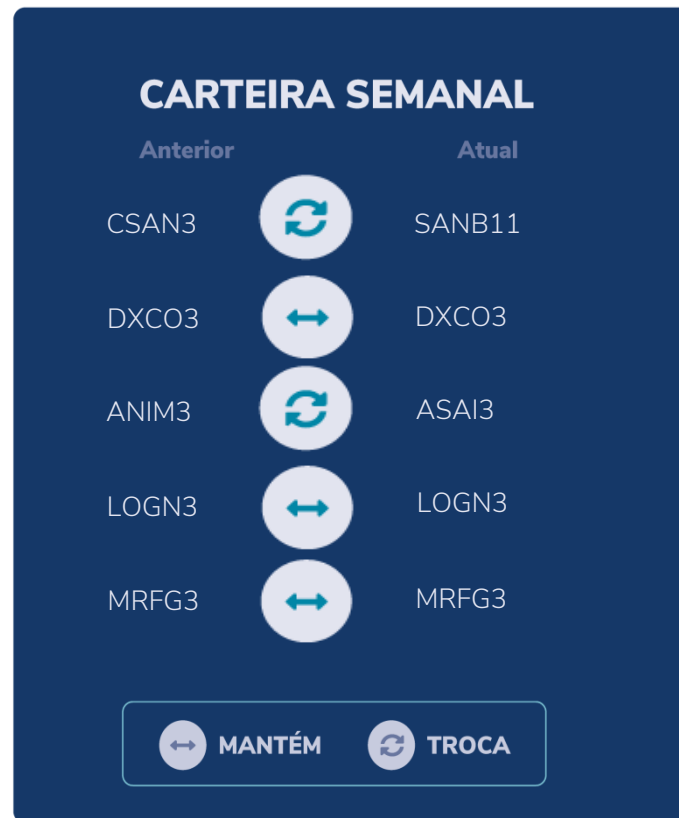 CARTEIRA SEMANAL
Anterior Atual
CSAN3 SANB11
DXCO3 DXCO3
ANIM3 ASAI3
LOGN3 LOGN3
MRFG3 MRFG3
MANTÉM TROCA